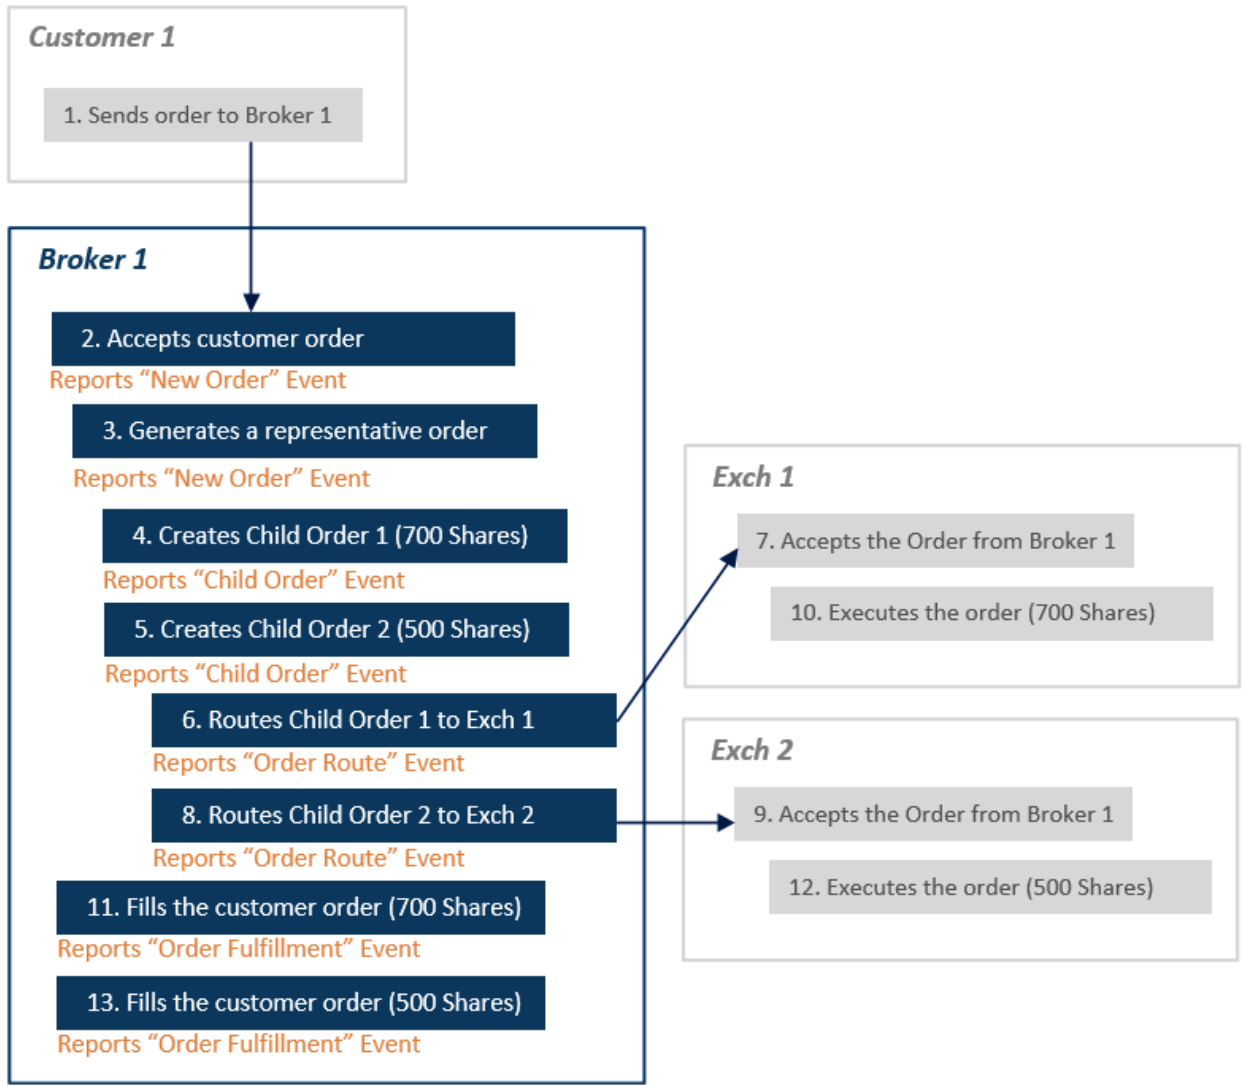 Customer 1
1. Sends order to Broker 1
Broker 1
2. Accepts customer order
Reports “New Order” Event
3. Generates a representative order
Reports “New Order” Event
4. Creates Child Order 1 (700 Shares)
Reports “Child Order” Event
5. Creates Child Order 2 (500 Shares)
Reports “Child Order” Event
6. Routes Child Order 1 to Exch 1
Reports “Order Route” Event
8. Routes Child Order 2 to Exch 2
Reports “Order Route” Event
11. Fills the customer order (700 Shares)
Reports “Order Fulfillment” Event
13. Fills the customer order (500 Shares)
Reports “Order Fulfillment” Event
Exch 1
7. Accepts the Order from Broker 1
10. Executes the order (700 Shares)
Exch 2
9. Accepts the Order from Broker 1
12. Executes the order (500 Shares)